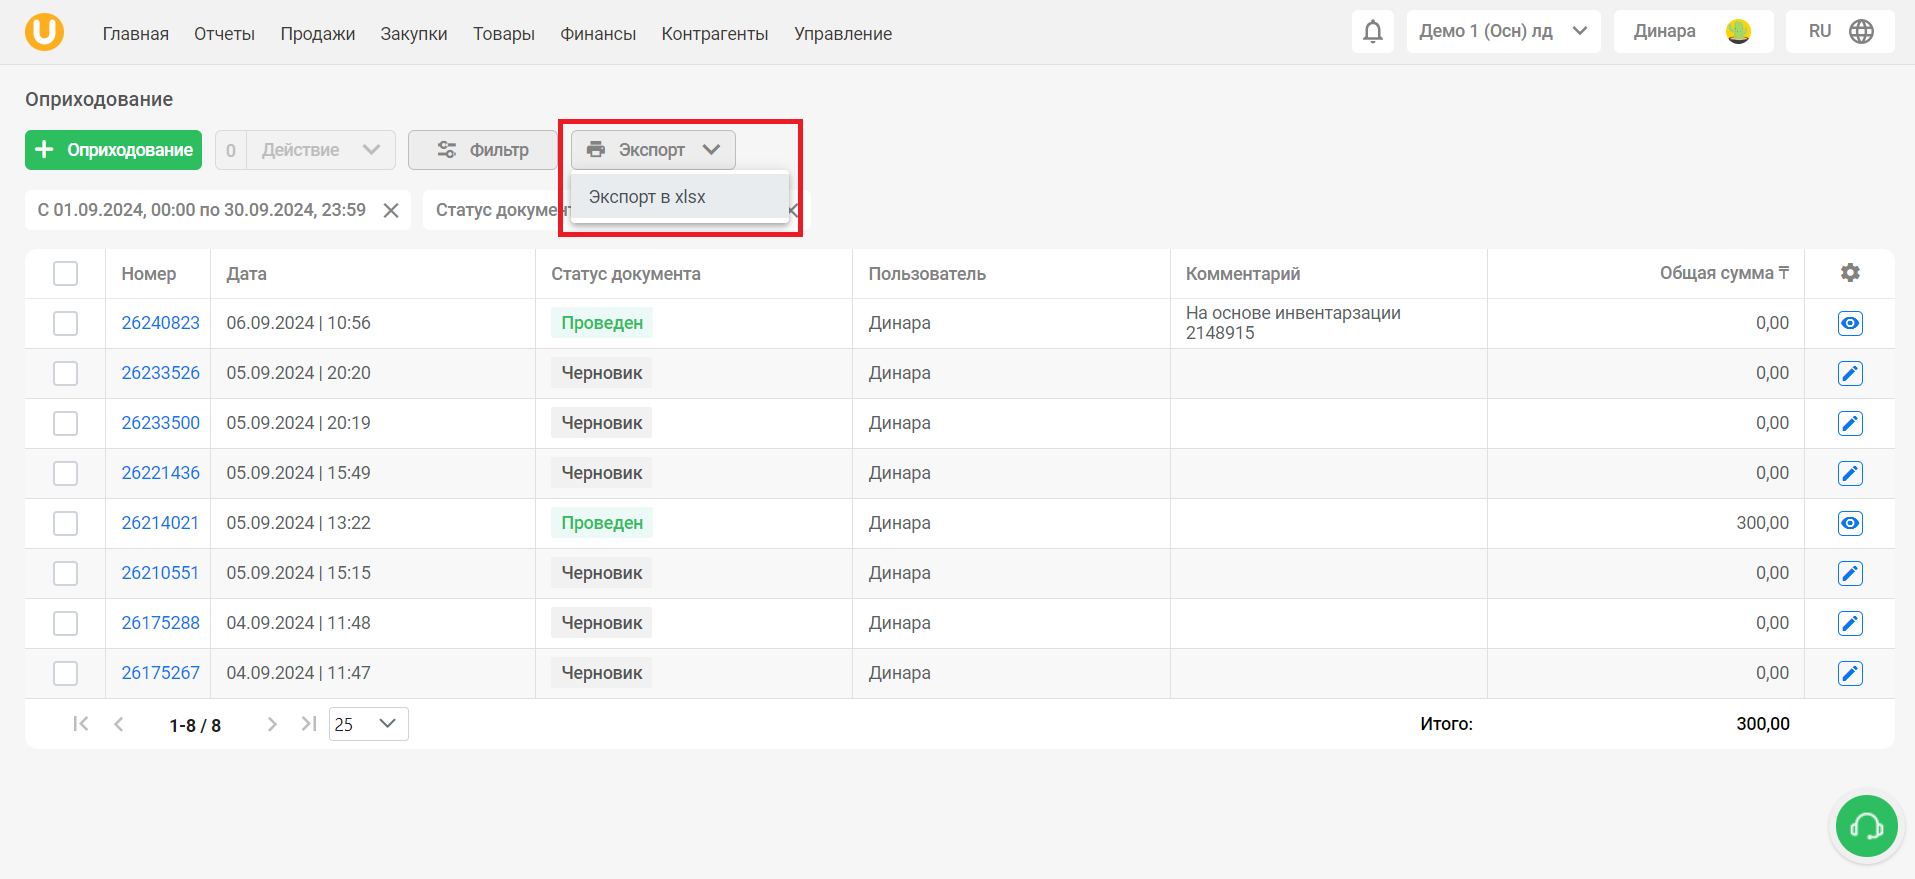 Главная Отчеты Продажи Закупки Товары Финансы Контрагенты Управление Демо 1 (Осн) лд Динара RU
Оприходование
Оприходование 0 Действие Фильтр Экспорт
Экспорт в xlsx
С 01.09.2024, 00:00 по 30.09.2024, 23:59 Статус документ
Номер Дата Статус документа Пользователь Комментарий Общая сумма ₸
26240823 06.09.2024 | 10:56 Проведен Динара На основе инвентарзации 0,00
2148915
26233526 05.09.2024 | 20:20 Черновик Динара 0,00
26233500 05.09.2024 | 20:19 Черновик Динара 0,00
26221436 05.09.2024 | 15:49 Черновик Динара 0,00
26214021 05.09.2024 | 13:22 Проведен Динара 300,00
26210551 05.09.2024 | 15:15 Черновик Динара 0,00
26175288 04.09.2024 | 11:48 Черновик Динара 0,00
26175267 04.09.2024 | 11:47 Черновик Динара 0,00
1-8 / 8 25 Итого: 300,00